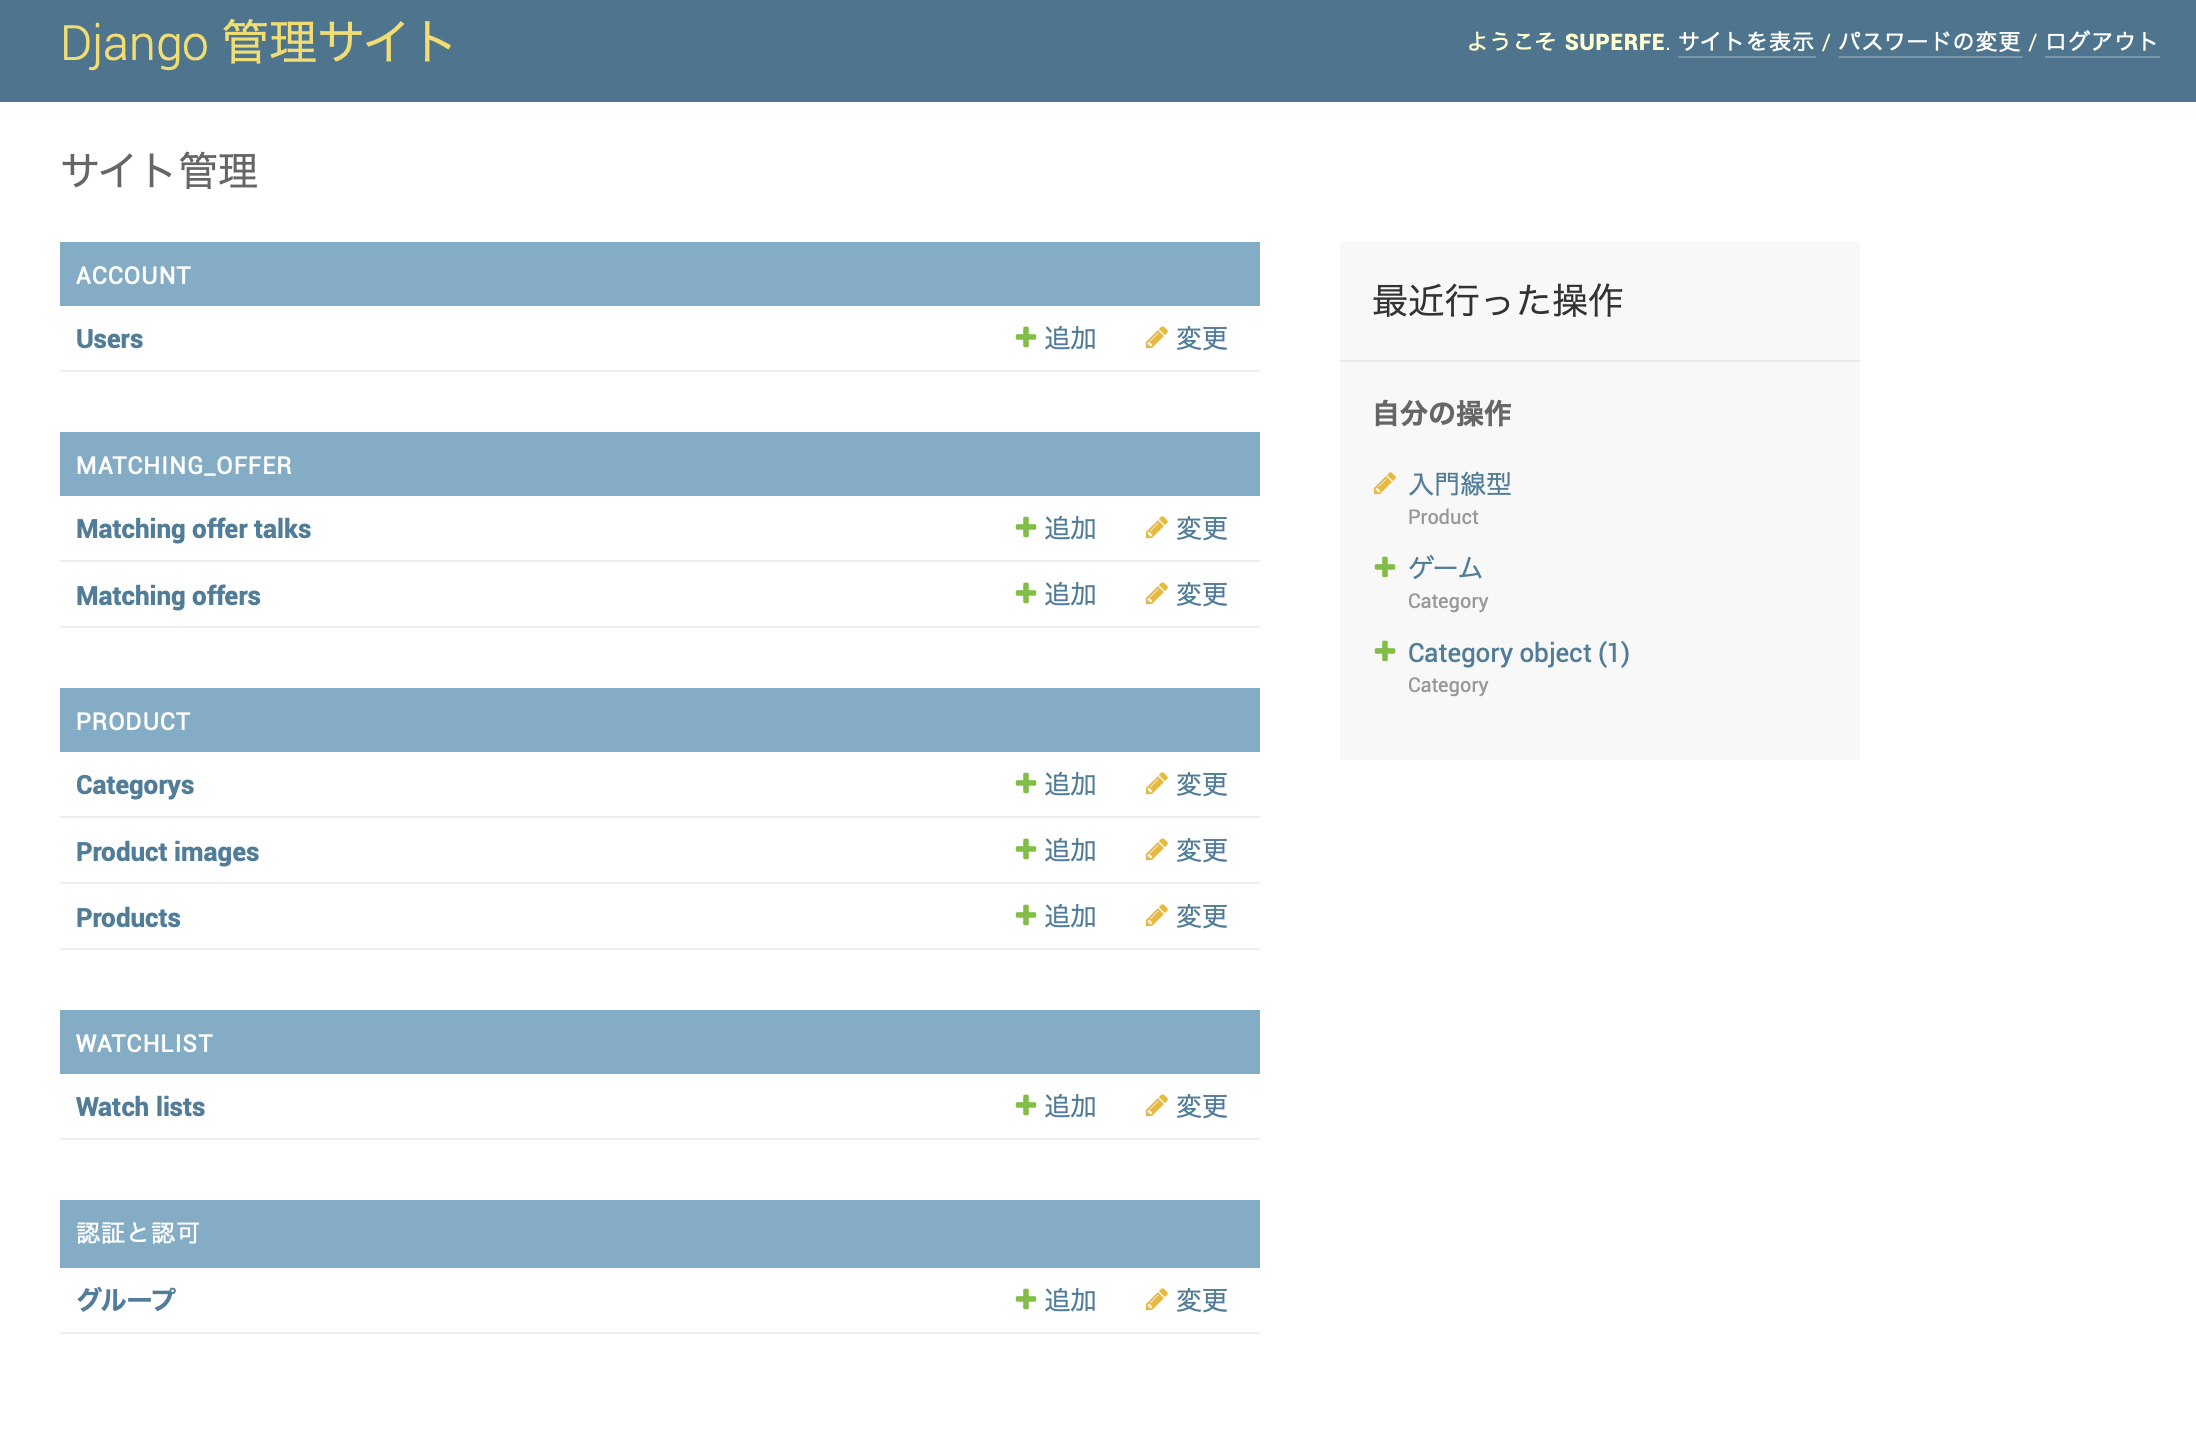 Django 管理サイト
ようこそ SUPERFE. サイトを表示 / パスワードの変更 / ログアウト
サイト管理
ACCOUNT
Users 追加 変更
MATCHING_OFFER
Matching offer talks 追加 変更
Matching offers 追加 変更
PRODUCT
Categorys 追加 変更
Product images 追加 変更
Products 追加 変更
WATCHLIST
Watch lists 追加 変更
認証と認可
グループ 追加 変更
最近行った操作
自分の操作
入門線型
Product
ゲーム
Category
Category object (1)
Category